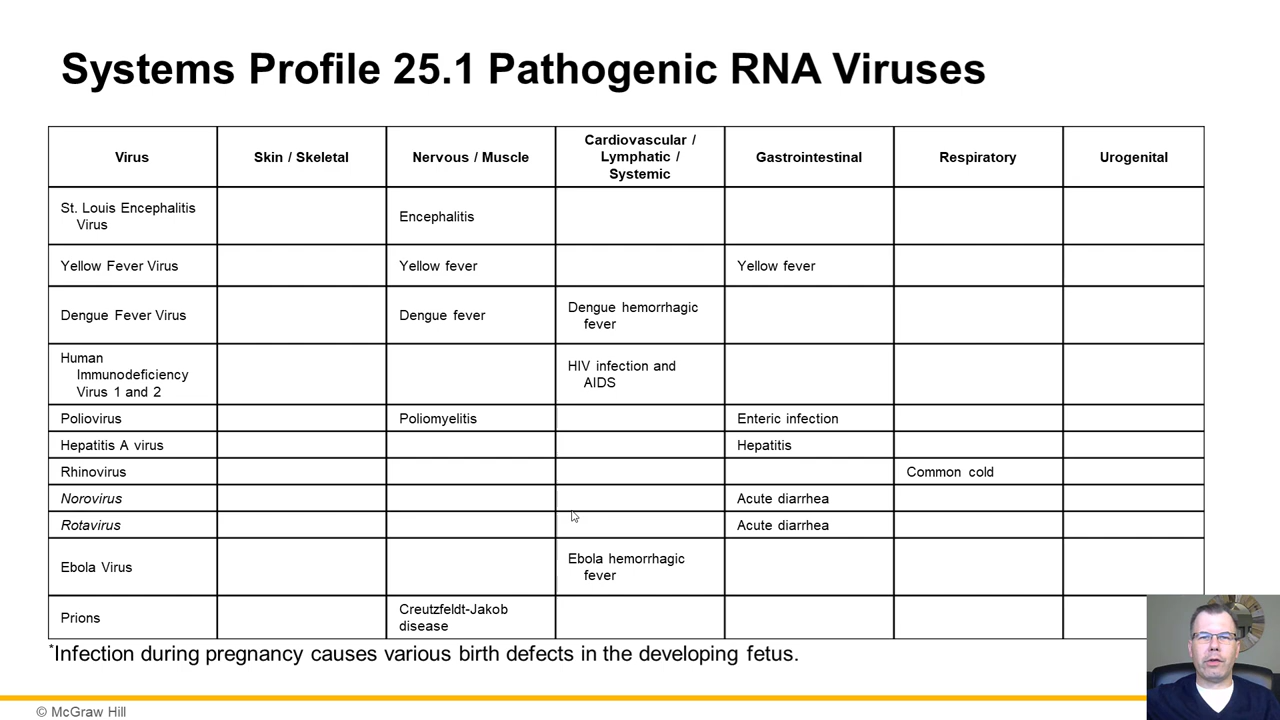 Systems Profile 25.1 Pathogenic RNA Viruses
Virus
Skin / Skeletal
Nervous / Muscle
Cardiovascular /
Lymphatic /
Systemic
Gastrointestinal
Respiratory
Urogenital
St. Louis Encephalitis
Virus
Encephalitis
Yellow Fever Virus
Yellow fever
Yellow fever
Dengue Fever Virus
Dengue fever
Dengue hemorrhagic
fever
Human
Immunodeficiency
Virus 1 and 2
HIV infection and
AIDS
Poliovirus
Poliomyelitis
Enteric infection
Hepatitis A virus
Hepatitis
Rhinovirus
Common cold
Norovirus
Acute diarrhea
Rotavirus
Acute diarrhea
Ebola Virus
Ebola hemorrhagic
fever
Prions
Creutzfeldt-Jakob
disease
*Infection during pregnancy causes various birth defects in the developing fetus.
© McGraw Hill